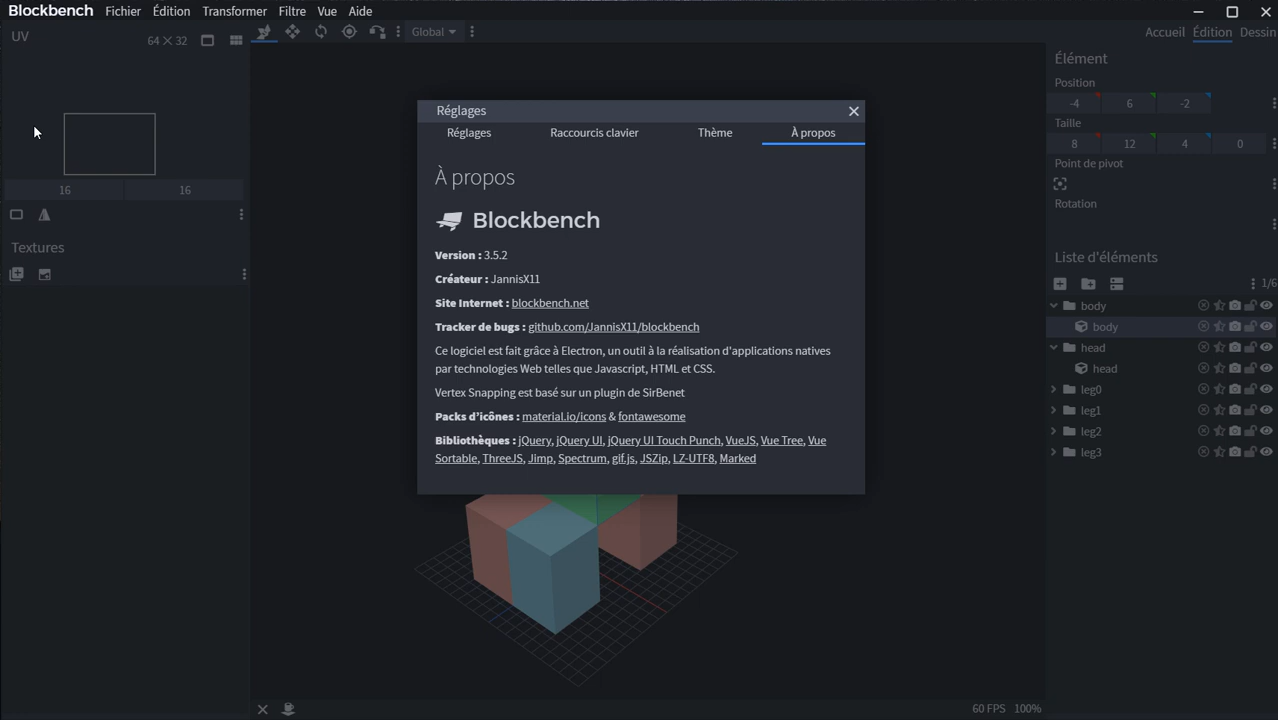 Blockbench Fichier Édition Transformer Filtre Vue Aide
UV
64 × 32
Global
Accueil Édition Dessin
16 16
Textures
Réglages
Réglages Raccourcis clavier Thème À propos
À propos
Blockbench
Version : 3.5.2
Créateur : JannisX11
Site Internet : blockbench.net
Tracker de bugs : github.com/JannisX11/blockbench
Ce logiciel est fait grâce à Electron, un outil à la réalisation d'applications natives
par technologies Web telles que Javascript, HTML et CSS.
Vertex Snapping est basé sur un plugin de SirBenet
Packs d’icônes : material.io/icons & fontawesome
Bibliothèques : jQuery, jQuery UI, jQuery UI Touch Punch, VueJS, Vue Tree, Vue
Sortable, ThreeJS, Jimp, Spectrum, gif.js, JSZip, LZ-UTF8, Marked
Élément
Position
-4 6 -2
Taille
8 12 4 0
Point de pivot
Rotation
Liste d'éléments
1/6
body
body
head
head
leg0
leg1
leg2
leg3
60 FPS 100%